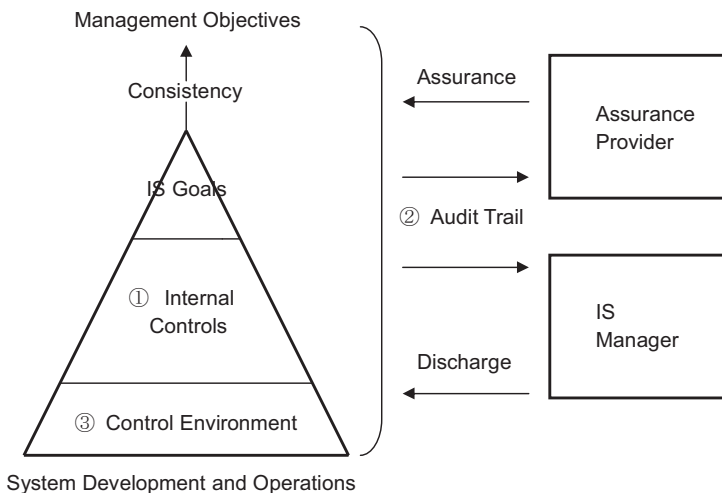 Management Objectives
Consistency
IS Goals
① Internal
Controls
③ Control Environment
System Development and Operations
Assurance
② Audit Trail
Discharge
Assurance
Provider
IS
Manager